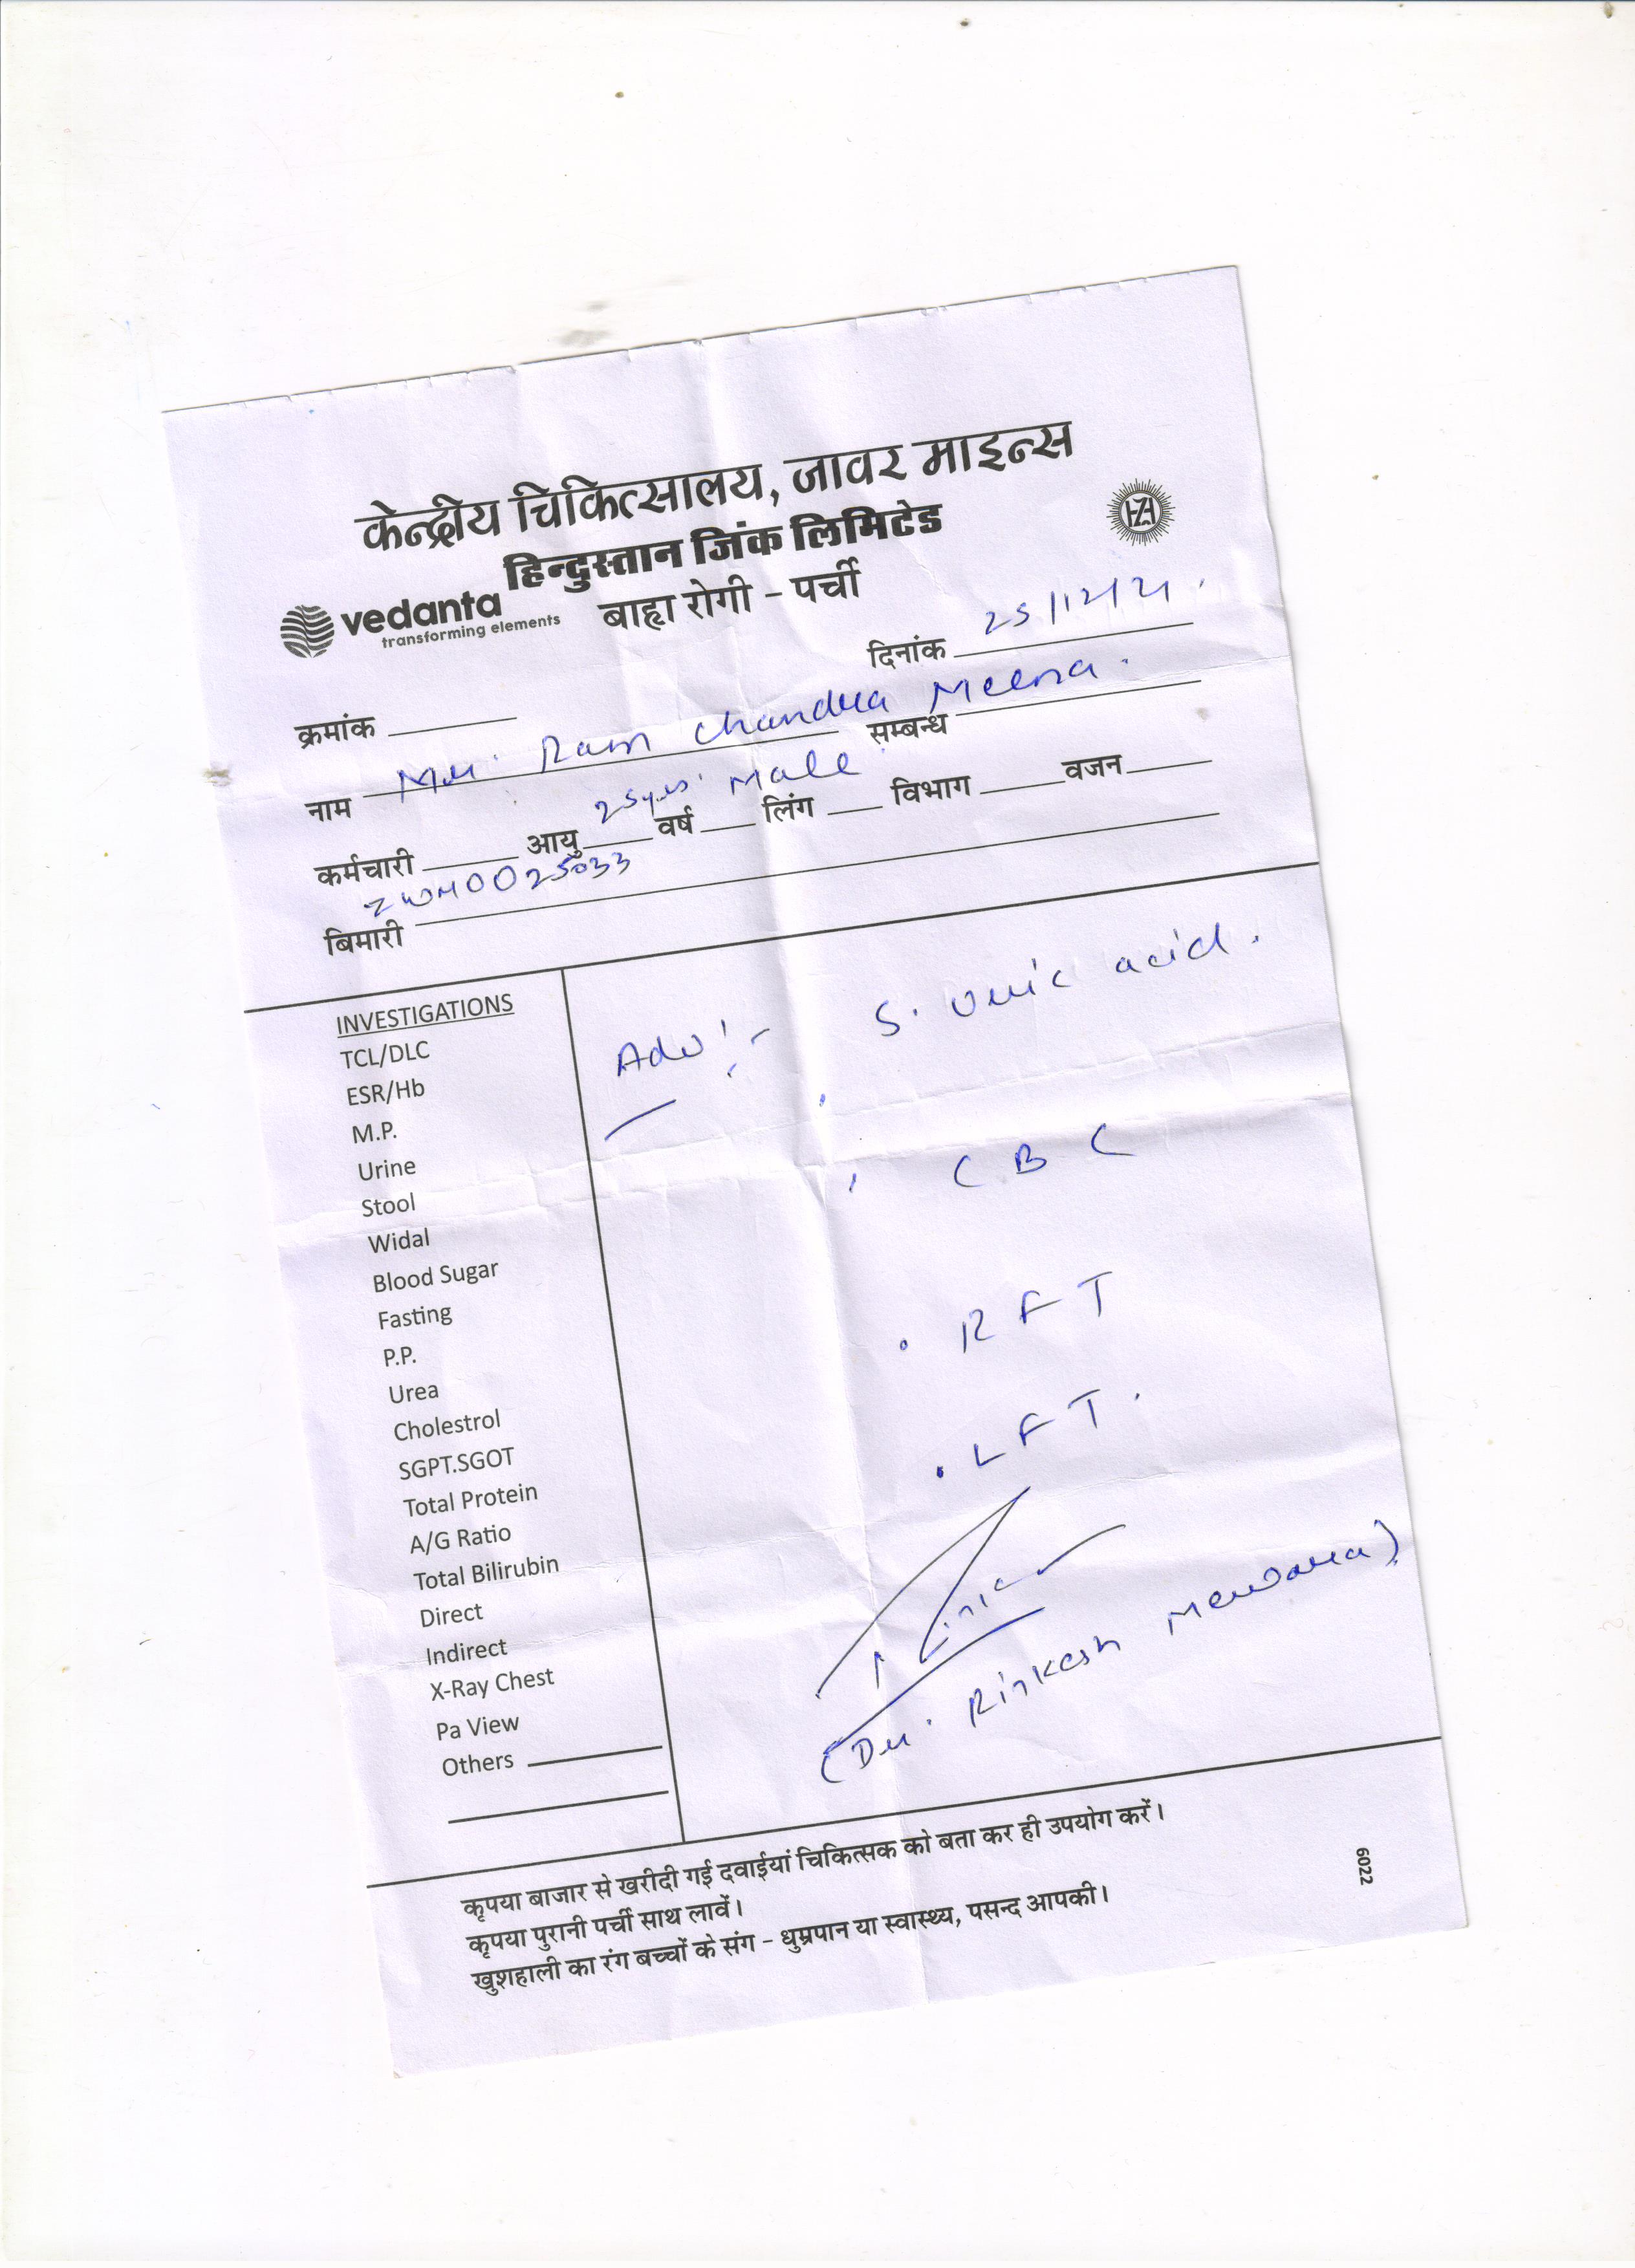 केन्द्रीय चिकित्सालय, जावर माइन्स
हिन्दुस्तान जिंक लिमिटेड
vedanta
transforming elements
बाह्य रोगी - पर्ची
HZL
दिनांक 25/12/21
क्रमांक
नाम Mr. Ram Chandra Meena. सम्बन्ध
कर्मचारी आयु 25yrs वर्ष Male लिंग विभाग वजन
ZWM0025033
बिमारी
INVESTIGATIONS
TCL/DLC
ESR/Hb
M.P.
Urine
Stool
Widal
Blood Sugar
Fasting
P.P.
Urea
Cholestrol
SGPT.SGOT
Total Protein
A/G Ratio
Total Bilirubin
Direct
Indirect
X-Ray Chest
Pa View
Others
Adv:- S. Uric acid.
CBC
• RFT
• LFT.
(Dr. Rinkesh Mewara)
कृपया बाजार से खरीदी गई दवाईयां चिकित्सक को बता कर ही उपयोग करें।
कृपया पुरानी पर्ची साथ लावें।
खुशहाली का रंग बच्चों के संग - धुम्रपान या स्वास्थ्य, पसन्द आपकी।
6022